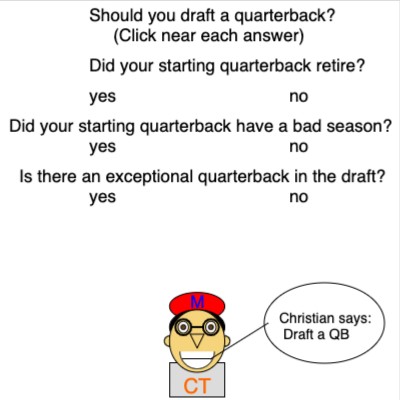 Should you draft a quarterback?
(Click near each answer)
Did your starting quarterback retire?
yes no
Did your starting quarterback have a bad season?
yes no
Is there an exceptional quarterback in the draft?
yes no
M
Christian says:
Draft a QB
CT